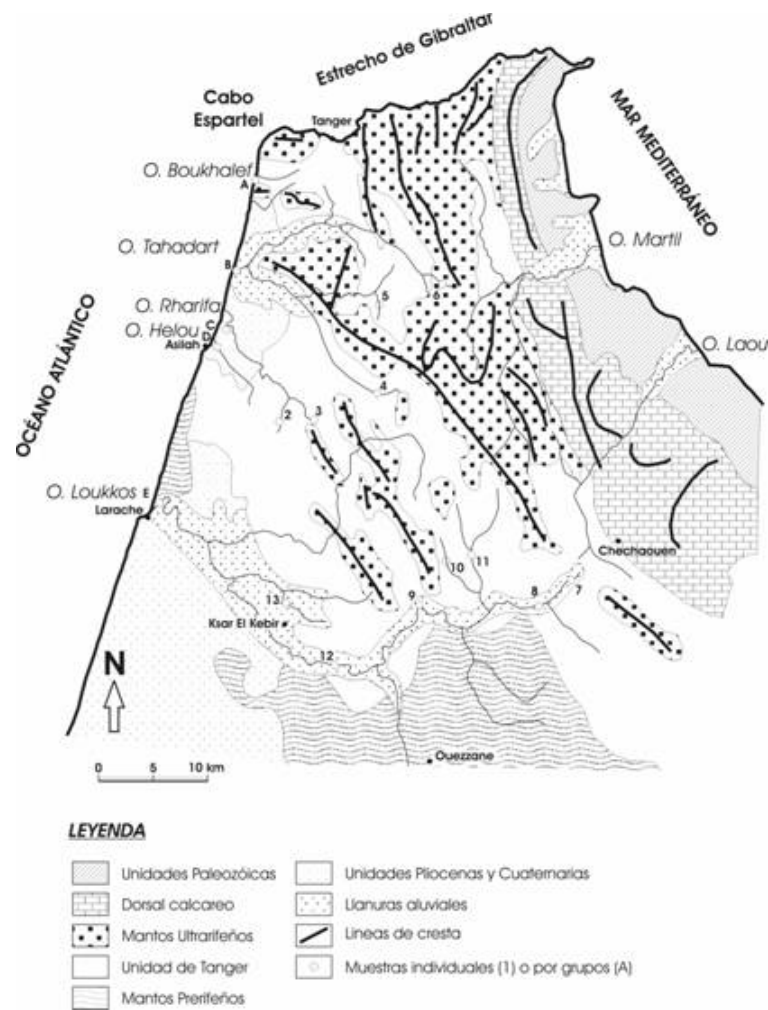 Estrecho de Gibraltar
Cabo
Espartel
Tanger
MAR MEDITERRÁNEO
O. Boukhalef
A
O. Tahadart
B
O. Martil
5
6
O. Rharifa
C
O. Helou
D
Asilah
O. Laou
OCÉANO ATLÁNTICO
4
2
3
O. Loukkos
E
Larache
Chechaouen
10
11
13
9
8
7
Ksar El Kebir
12
N
Ouezzane
0 5 10 km
LEYENDA
Unidades Paleozóicas
Unidades Pliocenas y Cuaternarias
Dorsal calcareo
Llanuras aluviales
Mantos Ultrarifeños
Lineas de cresta
Unidad de Tanger
Muestras individuales (1) o por grupos (A)
Mantos Prerifeños